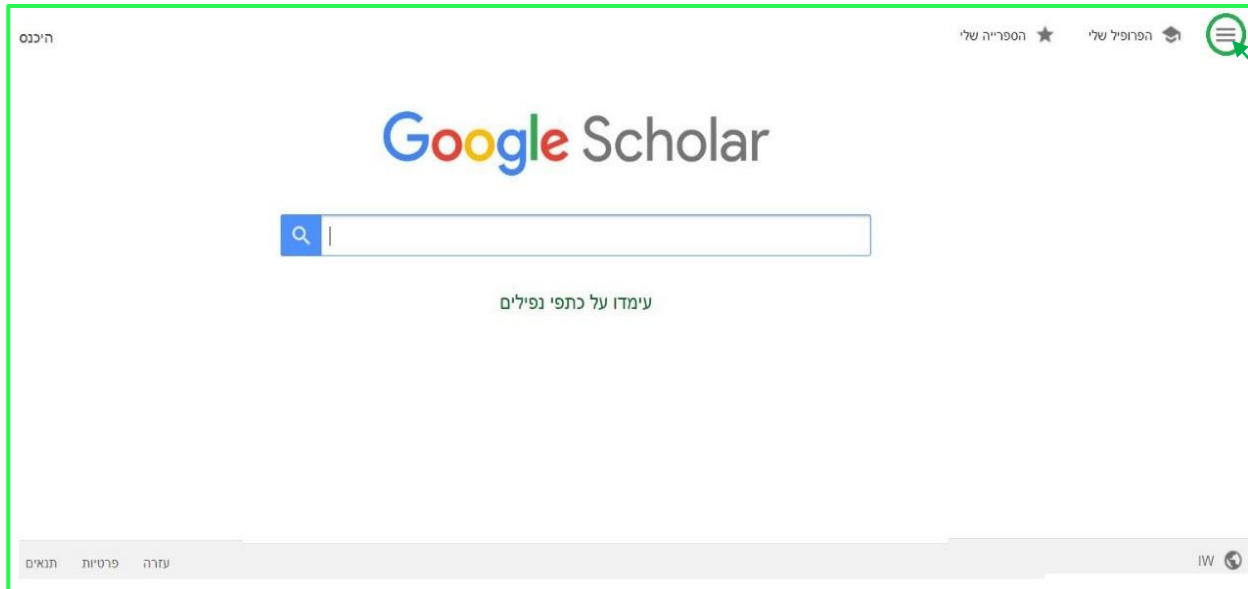 הפרופיל שלי
הספרייה שלי
היכנס
Google Scholar
עימדו על כתפי נפילים
IW
עזרה
פרטיות
תנאים